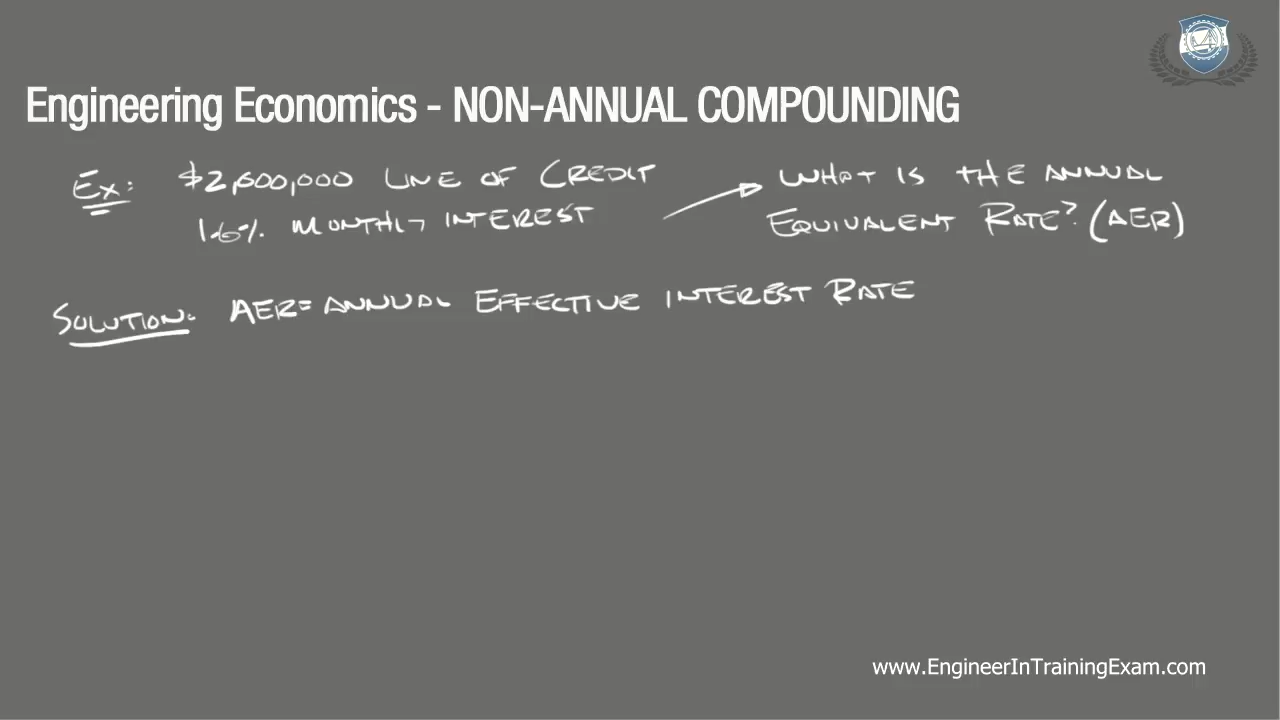 Engineering Economics - NON-ANNUAL COMPOUNDING
Ex: $2,600,000 LINE OF CREDIT
1.6% MONTHLY INTEREST
WHAT IS THE ANNUAL
EQUIVALENT RATE? (AER)
SOLUTION: AER= ANNUAL EFFECTIVE INTEREST RATE
www.EngineerInTrainingExam.com